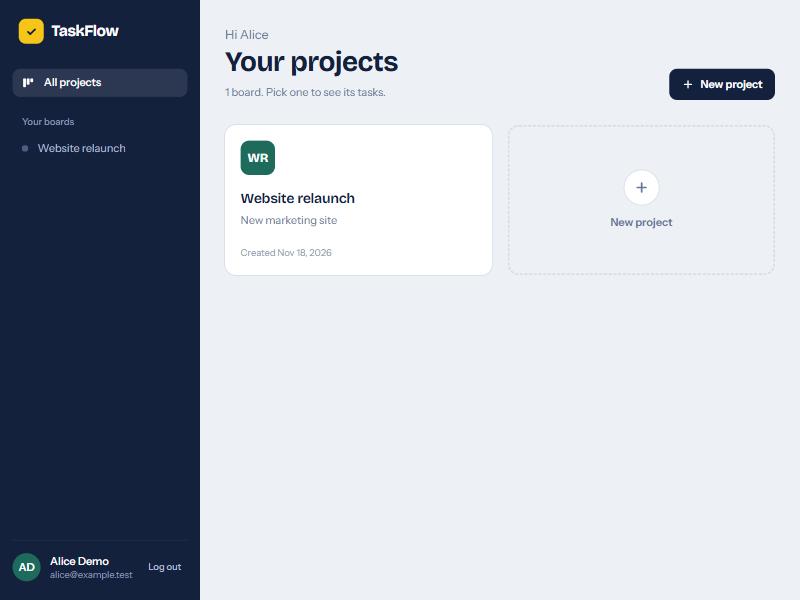 TaskFlow
All projects
Your boards
Website relaunch
AD
Alice Demo
alice@example.test
Log out
Hi Alice
Your projects
1 board. Pick one to see its tasks.
+ New project
WR
Website relaunch
New marketing site
Created Nov 18, 2026
+
New project